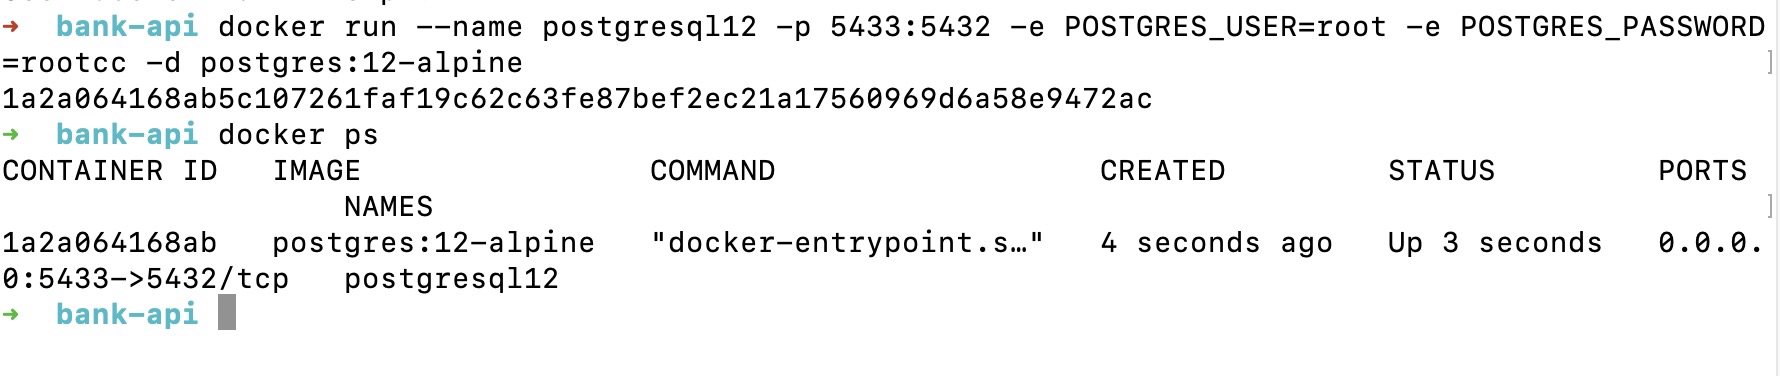 ➜  bank-api docker run --name postgresql12 -p 5433:5432 -e POSTGRES_USER=root -e POSTGRES_PASSWORD
=rootcc -d postgres:12-alpine
1a2a064168ab5c107261faf19c62c63fe87bef2ec21a17560969d6a58e9472ac
➜  bank-api docker ps
CONTAINER ID   IMAGE                COMMAND                  CREATED         STATUS         PORTS
                   NAMES
1a2a064168ab   postgres:12-alpine   "docker-entrypoint.s…"   4 seconds ago   Up 3 seconds   0.0.0.
0:5433->5432/tcp   postgresql12
➜  bank-api